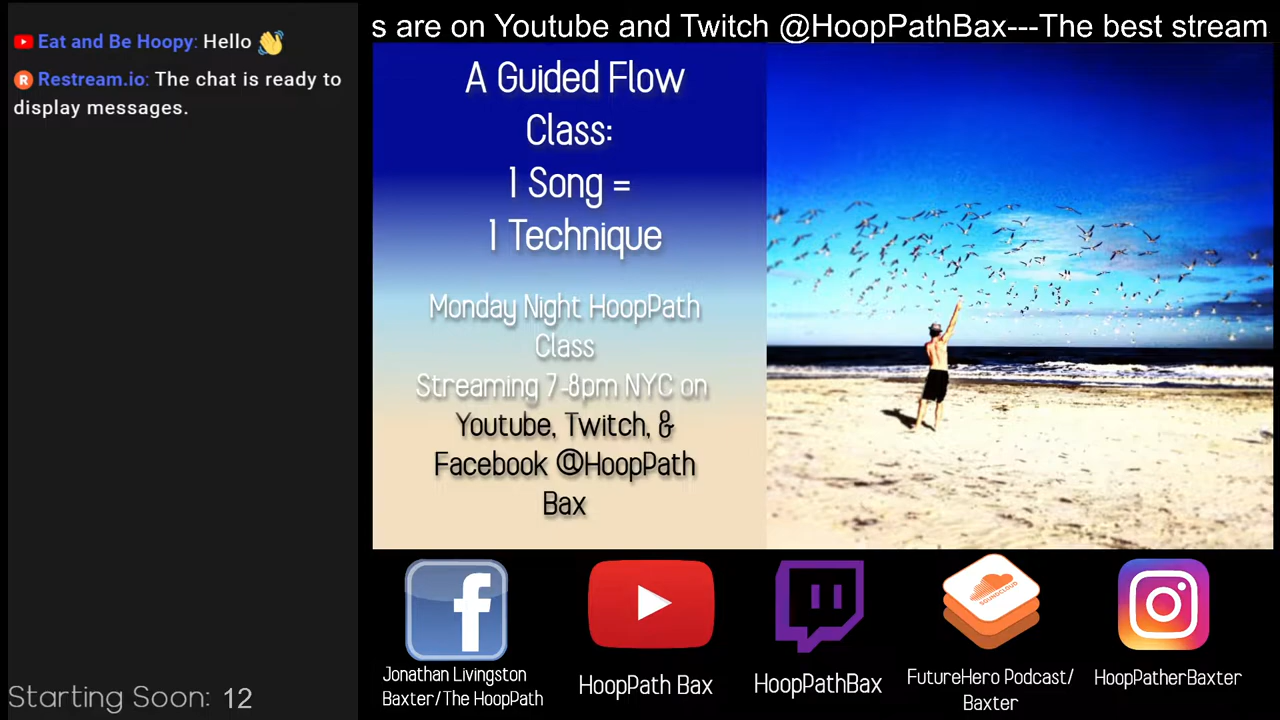 Eat and Be Hoopy: Hello 👋
Restream.io: The chat is ready to
display messages.
s are on Youtube and Twitch @HoopPathBax---The best stream
A Guided Flow
Class:
1 Song =
1 Technique
Monday Night HoopPath
Class
Streaming 7-8pm NYC on
Youtube, Twitch, &
Facebook @HoopPath
Bax
SOUNDCLOUD
Jonathan Livingston
Baxter/The HoopPath
HoopPath Bax
HoopPathBax
FutureHero Podcast/
Baxter
HoopPatherBaxter
Starting Soon: 12